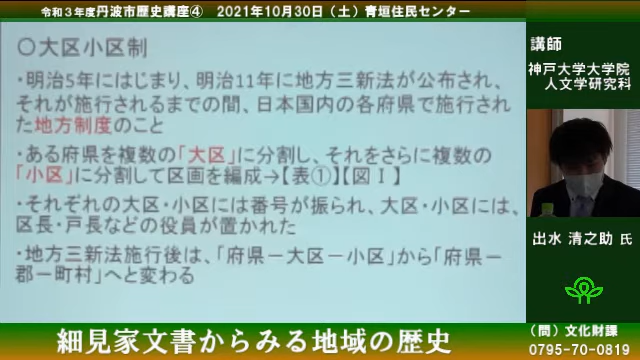 令和3年度丹波市歴史講座④ 2021年10月30日（土）青垣住民センター
〇大区小区制
・明治5年にはじまり、明治11年に地方三新法が公布され、
それが施行されるまでの間、日本国内の各府県で施行され
た地方制度のこと
・ある府県を複数の「大区」に分割し、それをさらに複数の
「小区」に分割して区画を編成→【表①】【図Ⅰ】
・それぞれの大区・小区には番号が振られ、大区・小区には、
区長・戸長などの役員が置かれた
・地方三新法施行後は、「府県－大区－小区」から「府県－
郡－町村」へと変わる
講師
神戸大学大学院
人文学研究科
出水 清之助 氏
（問）文化財課
0795-70-0819
細見家文書からみる地域の歴史